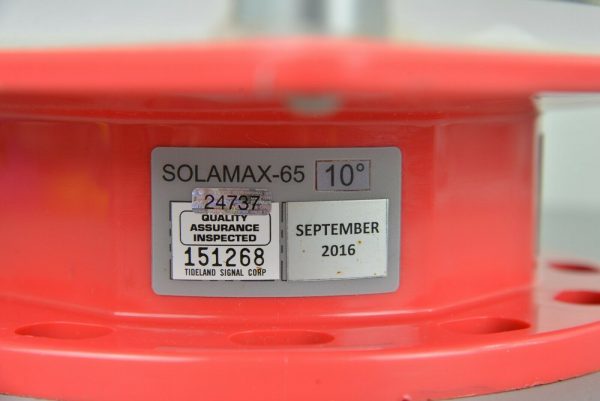 SOLAMAX-65 10°
24737
QUALITY
ASSURANCE
INSPECTED
151268
TIDELAND SIGNAL CORP
SEPTEMBER
2016